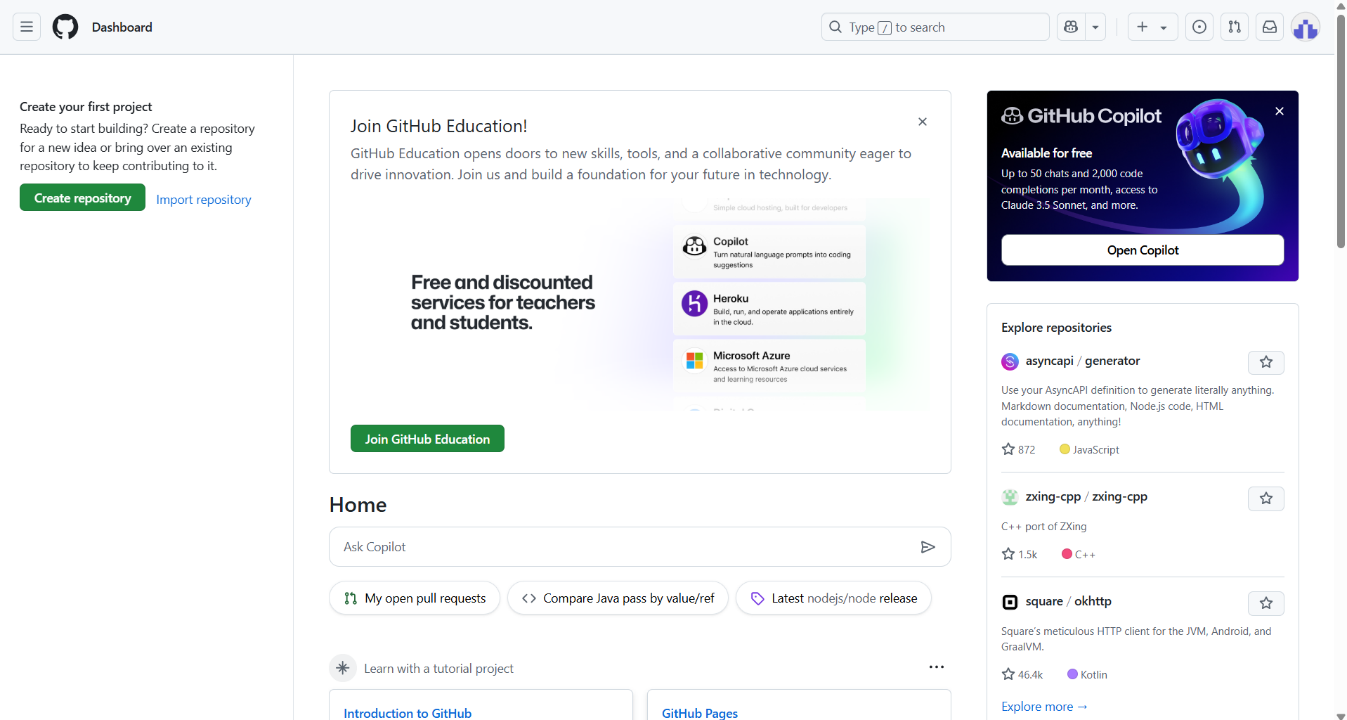 Dashboard
Type / to search
Create your first project
Ready to start building? Create a repository
for a new idea or bring over an existing
repository to keep contributing to it.
Create repository
Import repository
Join GitHub Education!
GitHub Education opens doors to new skills, tools, and a collaborative community eager to
drive innovation. Join us and build a foundation for your future in technology.
Free and discounted
services for teachers
and students.
Simple cloud hosting, built for developers
Copilot
Turn natural language prompts into coding
suggestions
Heroku
Build, run, and operate applications entirely
in the cloud.
Microsoft Azure
Access to Microsoft Azure cloud services
and learning resources
Join GitHub Education
Home
Ask Copilot
My open pull requests
Compare Java pass by value/ref
Latest nodejs/node release
Learn with a tutorial project
Introduction to GitHub
GitHub Pages
GitHub Copilot
Available for free
Up to 50 chats and 2,000 code
completions per month, access to
Claude 3.5 Sonnet, and more.
Open Copilot
Explore repositories
asyncapi / generator
Use your AsyncAPI definition to generate literally anything.
Markdown documentation, Node.js code, HTML
documentation, anything!
872 JavaScript
zxing-cpp / zxing-cpp
C++ port of ZXing
1.5k C++
square / okhttp
Square's meticulous HTTP client for the JVM, Android, and
GraalVM.
46.4k Kotlin
Explore more →